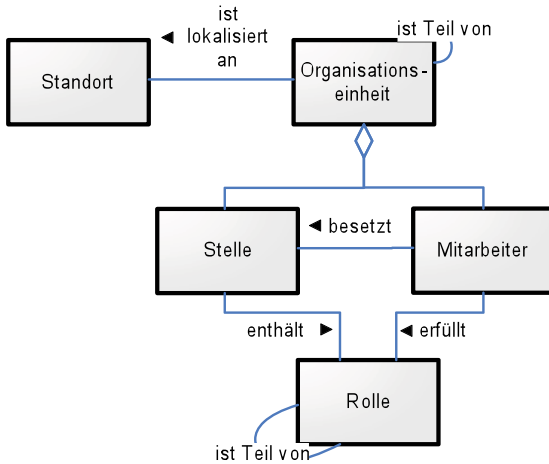 ist
◄ lokalisiert
an
ist Teil von
Standort
Organisations-
einheit
◄ besetzt
Stelle
Mitarbeiter
enthält ►
◄ erfüllt
Rolle
ist Teil von